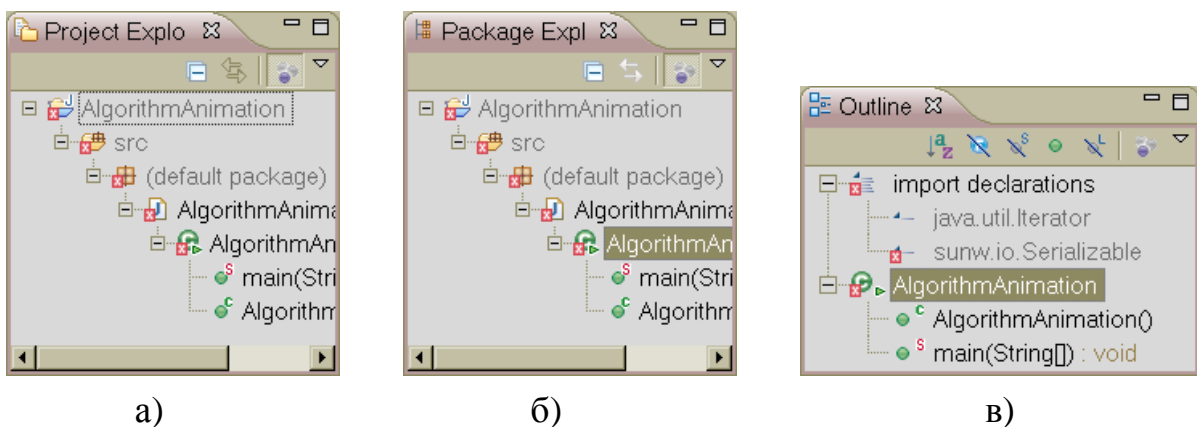 Project Explo
AlgorithmAnimation
src
(default package)
AlgorithmAnima
AlgorithmAn
main(Stri
Algorithm
а)
Package Expl
AlgorithmAnimation
src
(default package)
AlgorithmAnima
AlgorithmAn
main(Stri
Algorithm
б)
Outline
import declarations
java.util.Iterator
sunw.io.Serializable
AlgorithmAnimation
AlgorithmAnimation()
main(String[]) : void
в)